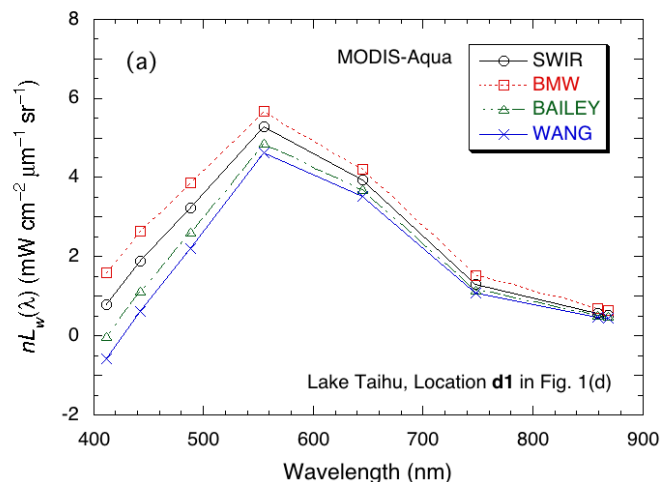 (a)
MODIS-Aqua
SWIR
BMW
BAILEY
WANG
8
6
4
2
0
-2
nLw(λ) (mW cm⁻² μm⁻¹ sr⁻¹)
Lake Taihu, Location d1 in Fig. 1(d)
400 500 600 700 800 900
Wavelength (nm)